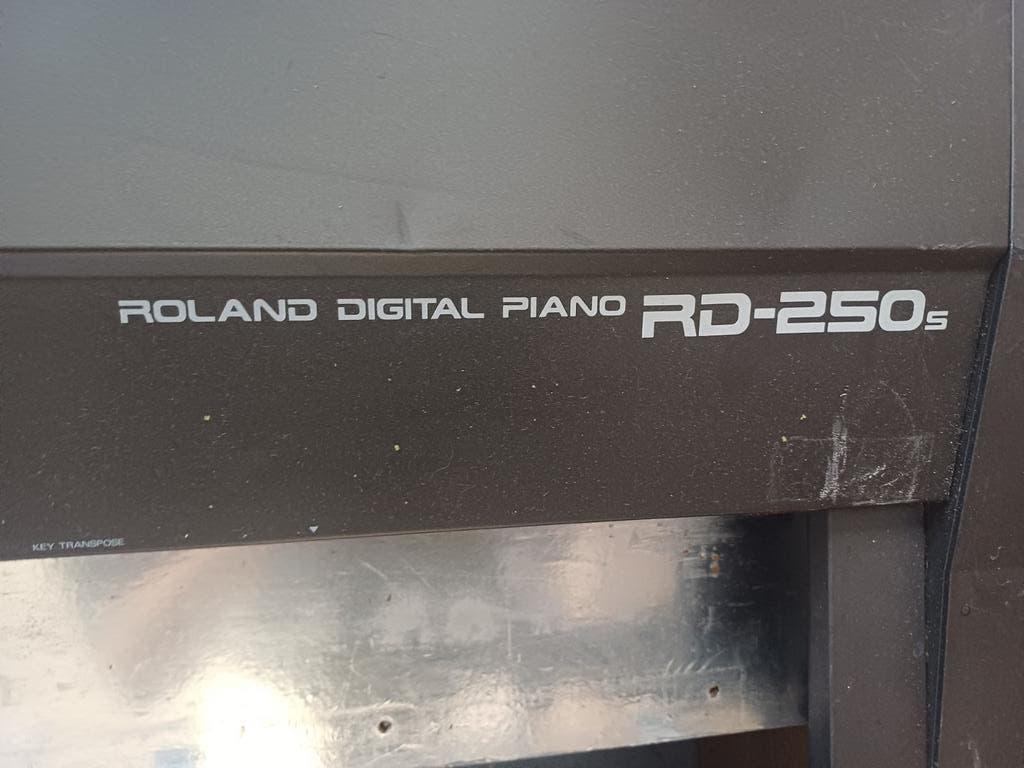 ROLAND DIGITAL PIANO RD-250s
KEY TRANSPOSE